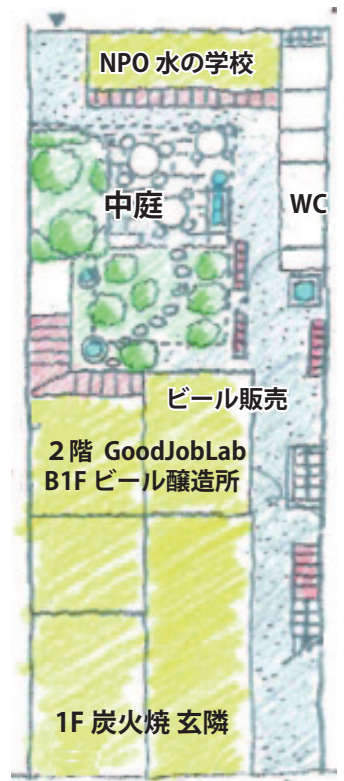 NPO 水の学校
中庭
WC
ビール販売
２階 GoodJobLab
B1F ビール醸造所
1F 炭火焼 玄隣